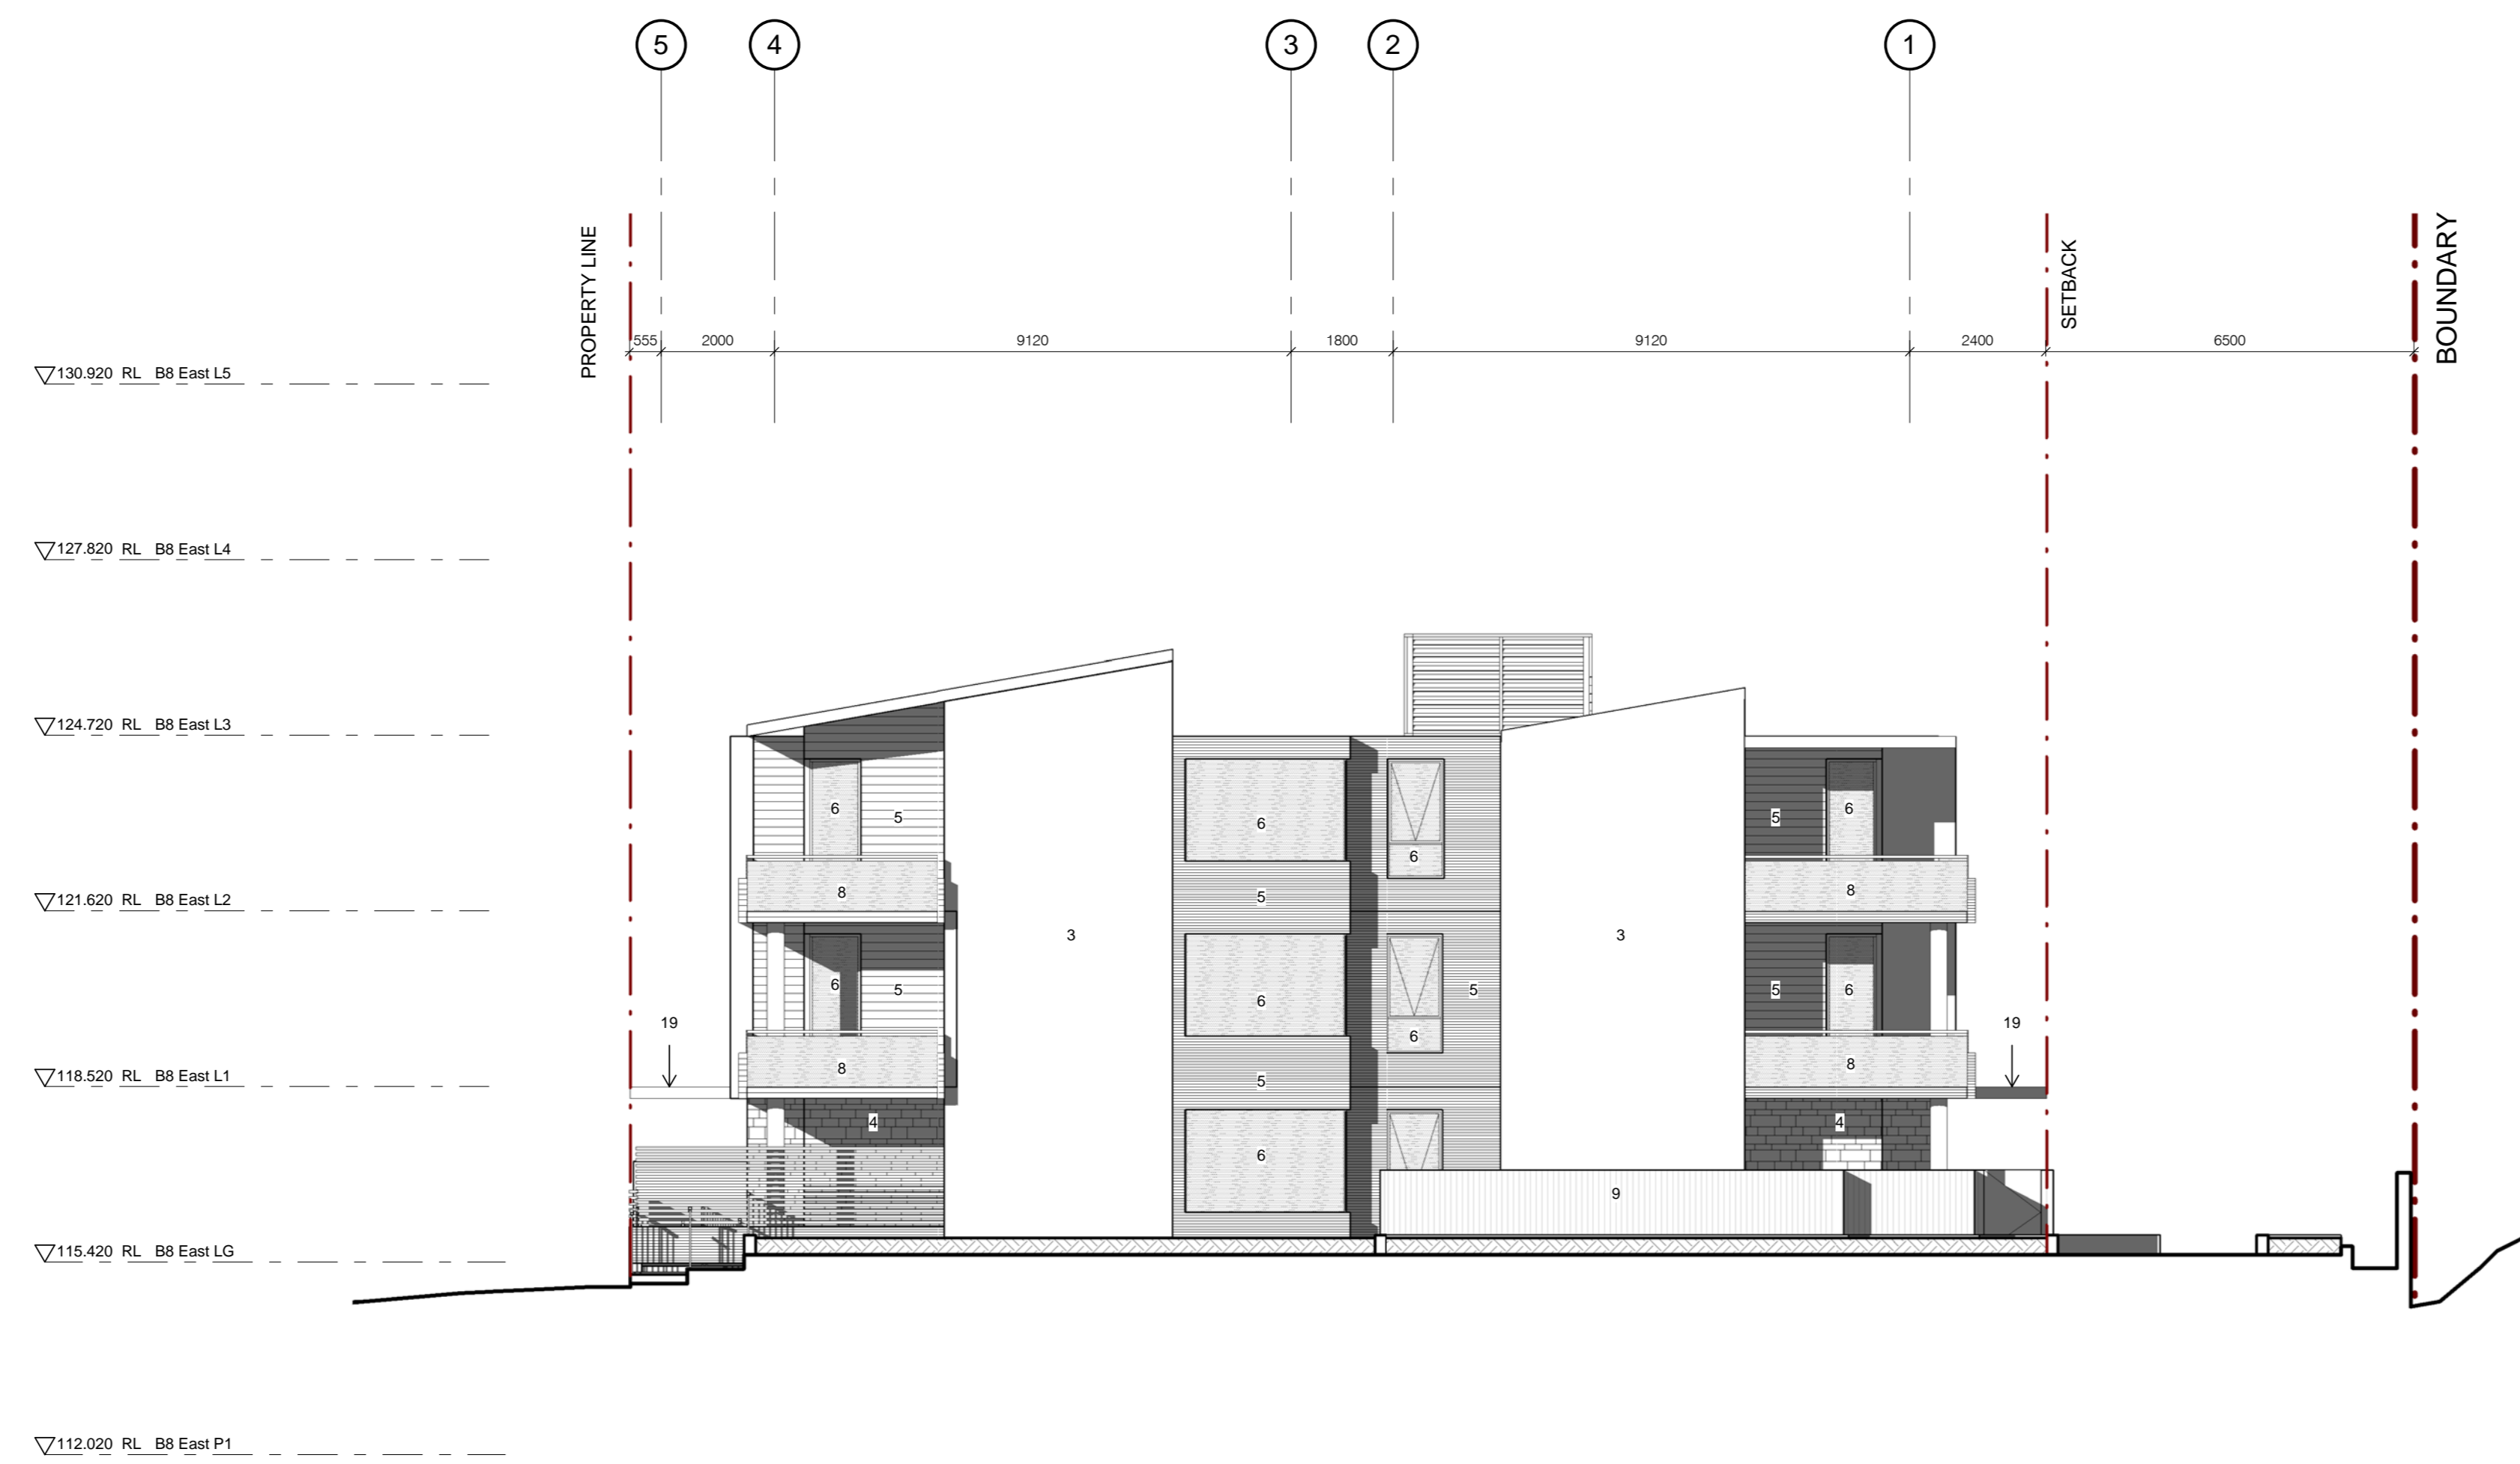 5 4 3 2 1
PROPERTY LINE
SETBACK
BOUNDARY
555 2000 9120 1800 9120 2400 6500
130.920 RL B8 East L5
127.820 RL B8 East L4
124.720 RL B8 East L3
6 5 6 6 5 6
121.620 RL B8 East L2
8 5 8
3 3
6 5 6 5 6 5 6
19 19
118.520 RL B8 East L1
8 5 8
4 4
6
9
115.420 RL B8 East LG
112.020 RL B8 East P1